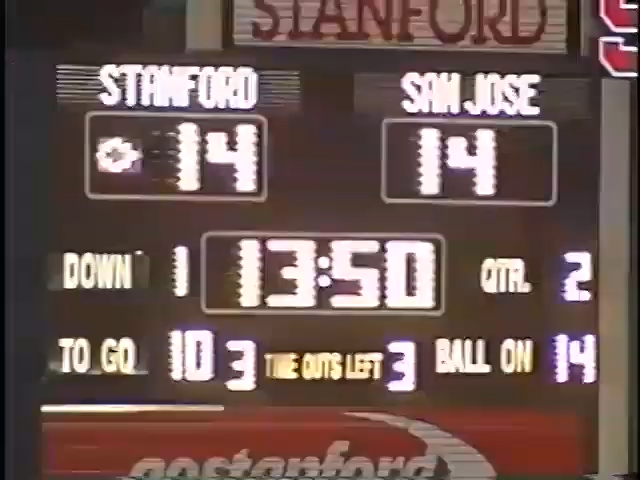 STANFORD
STANFORD SAN JOSE
14 14
DOWN 1 13:50 QTR. 2
TO GO 10 3 TIME OUTS LEFT 3 BALL ON 14
gostanford